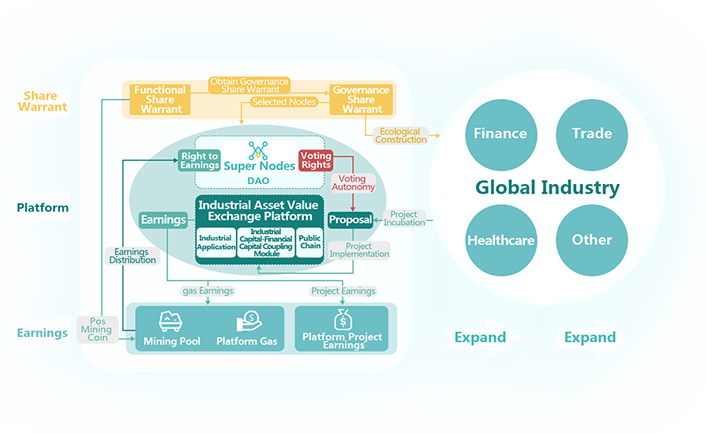 Share
Warrant
Functional
Share
Warrant
Obtain Governance
Share Warrant
Selected Nodes
Governance
Share
Warrant
Ecological
Construction
Platform
Right to
Earnings
Super Nodes
DAO
Voting
Rights
Voting
Autonomy
Industrial Asset Value
Exchange Platform
Industrial
Application
Industrial
Capital-Financial
Capital Coupling
Module
Public
Chain
Earnings
Proposal
Project
Incubation
Project
Implementation
Earnings
Distribution
gas Earnings
Project Earnings
Earnings
Pos
Mining
Coin
Mining Pool
Platform Gas
Platform Project
Earnings
Finance
Trade
Global Industry
Healthcare
Other
Expand
Expand